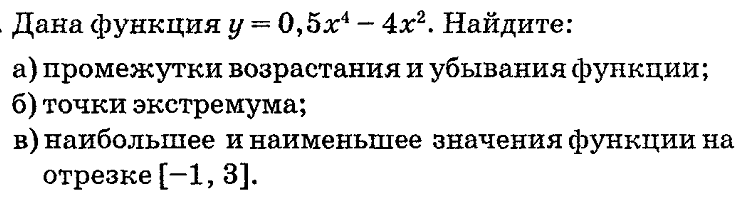 . Дана функция y = 0,5x⁴ – 4x². Найдите:
а) промежутки возрастания и убывания функции;
б) точки экстремума;
в) наибольшее и наименьшее значения функции на
отрезке [–1, 3].